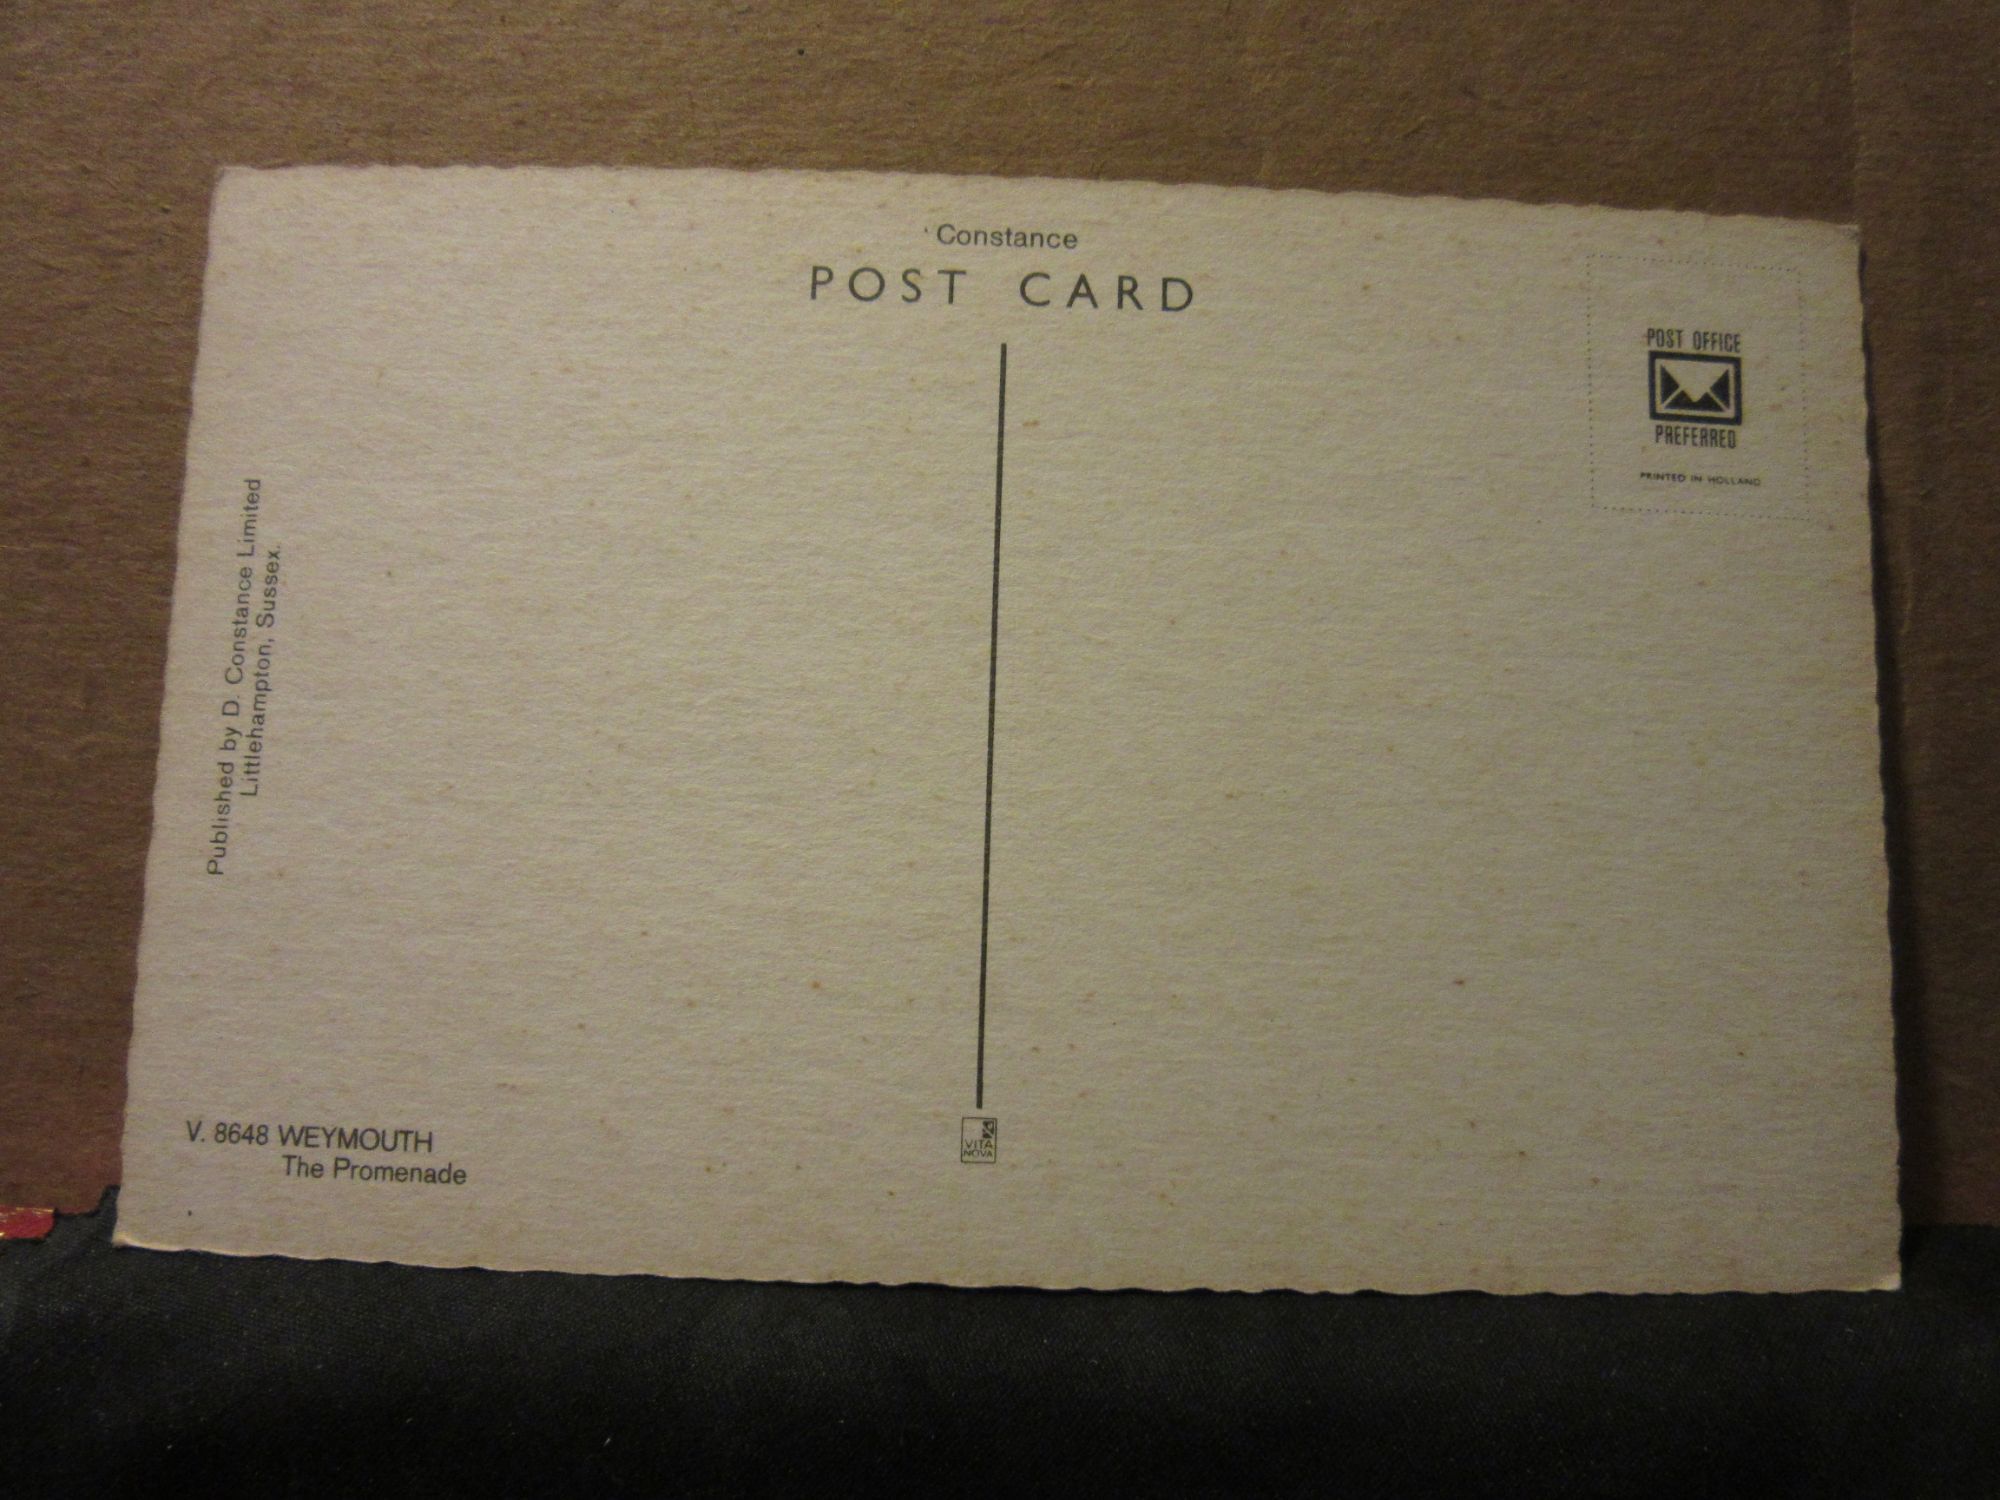 Constance
POST CARD
POST OFFICE
PREFERRED
PRINTED IN HOLLAND
Published by D. Constance Limited
Littlehampton, Sussex.
V. 8648 WEYMOUTH
The Promenade
VITA
NOVA